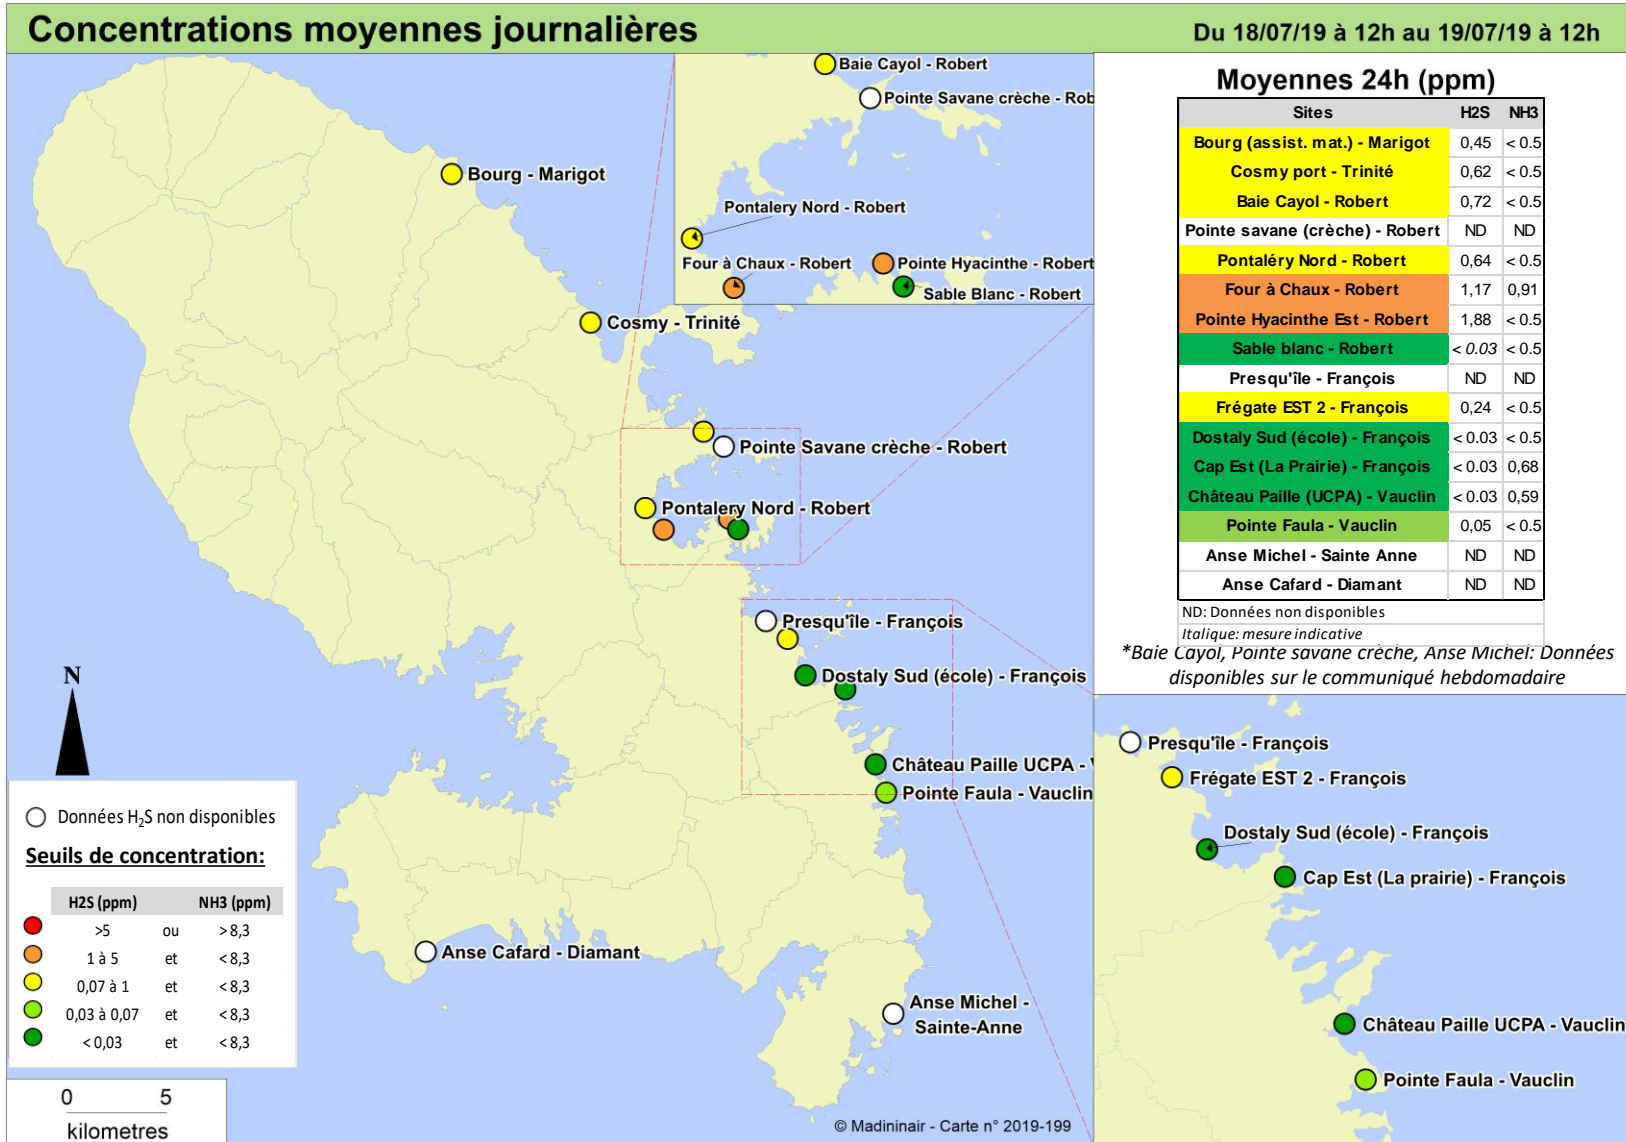 Concentrations moyennes journalières
Du 18/07/19 à 12h au 19/07/19 à 12h
Baie Cayol - Robert
Pointe Savane crèche - Rob
Pontalery Nord - Robert
Four à Chaux - Robert
Pointe Hyacinthe - Robert
Sable Blanc - Robert
Bourg - Marigot
Cosmy - Trinité
Pointe Savane crèche - Robert
Pontalery Nord - Robert
Presqu'île - François
Dostaly Sud (école) - François
Château Paille UCPA - V
Pointe Faula - Vauclin
Anse Cafard - Diamant
Anse Michel -
Sainte-Anne
Moyennes 24h (ppm)
Sites H2S NH3
Bourg (assist. mat.) - Marigot 0,45 < 0.5
Cosmy port - Trinité 0,62 < 0.5
Baie Cayol - Robert 0,72 < 0.5
Pointe savane (crèche) - Robert ND ND
Pontaléry Nord - Robert 0,64 < 0.5
Four à Chaux - Robert 1,17 0,91
Pointe Hyacinthe Est - Robert 1,88 < 0.5
Sable blanc - Robert < 0.03 < 0.5
Presqu'île - François ND ND
Frégate EST 2 - François 0,24 < 0.5
Dostaly Sud (école) - François < 0.03 < 0.5
Cap Est (La Prairie) - François < 0.03 0,68
Château Paille (UCPA) - Vauclin < 0.03 0,59
Pointe Faula - Vauclin 0,05 < 0.5
Anse Michel - Sainte Anne ND ND
Anse Cafard - Diamant ND ND
ND: Données non disponibles
Italique: mesure indicative
*Baie Cayol, Pointe savane crèche, Anse Michel: Données
disponibles sur le communiqué hebdomadaire
Presqu'île - François
Frégate EST 2 - François
Dostaly Sud (école) - François
Cap Est (La prairie) - François
Château Paille UCPA - Vauclin
Pointe Faula - Vauclin
N
Données H₂S non disponibles
Seuils de concentration:
H2S (ppm) NH3 (ppm)
>5 ou > 8,3
1 à 5 et < 8,3
0,07 à 1 et < 8,3
0,03 à 0,07 et < 8,3
< 0,03 et < 8,3
0 5
kilometres
© Madininair - Carte n° 2019-199